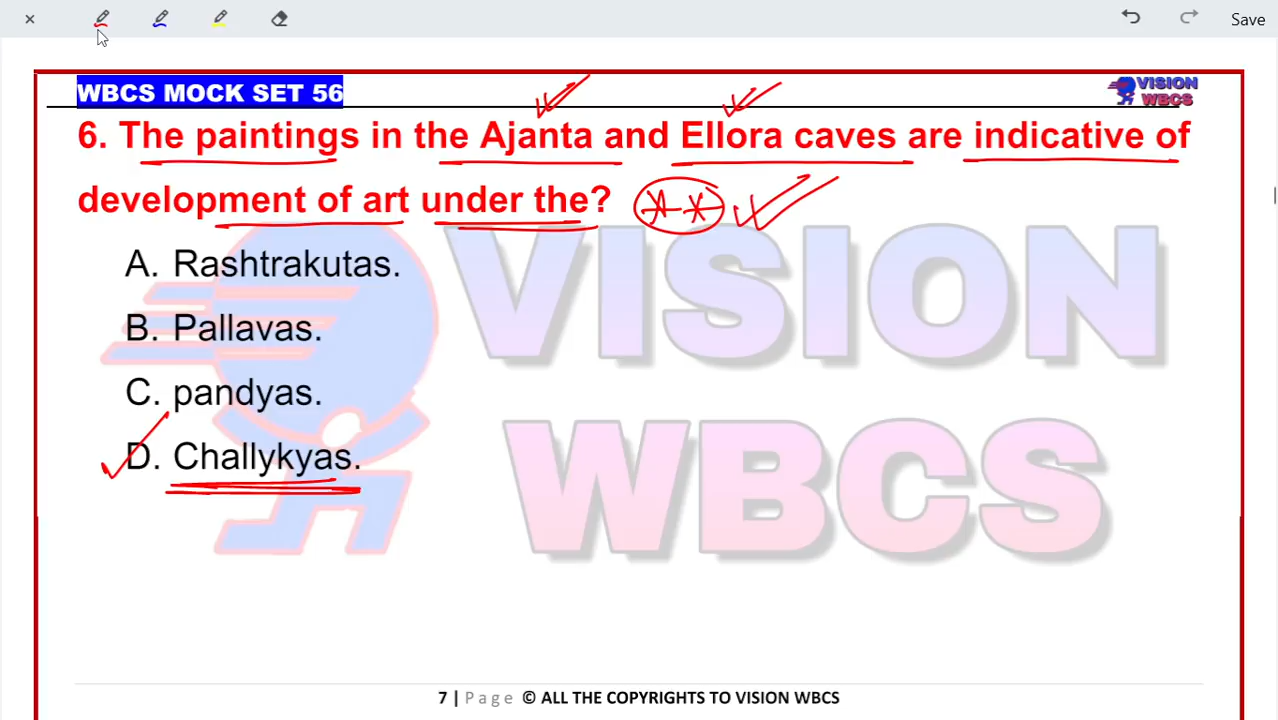 Save
WBCS MOCK SET 56
VISION
WBCS
6. The paintings in the Ajanta and Ellora caves are indicative of
development of art under the?
A. Rashtrakutas.
B. Pallavas.
C. pandyas.
D. Challykyas.
VISION
WBCS
7 | Page © ALL THE COPYRIGHTS TO VISION WBCS